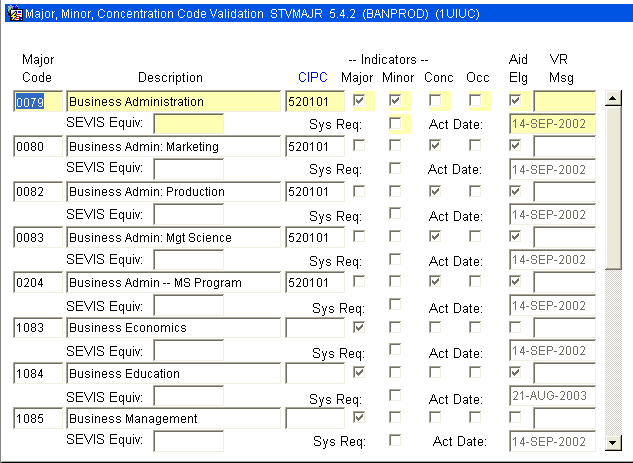 Major, Minor, Concentration Code Validation STVMAJR 5.4.2 (BANPROD) (1UIUC)
Major -- Indicators -- Aid VR
Code Description CIPC Major Minor Conc Occ Elg Msg
0079 Business Administration 520101
SEVIS Equiv: Sys Req: Act Date: 14-SEP-2002
0080 Business Admin: Marketing 520101
SEVIS Equiv: Sys Req: Act Date: 14-SEP-2002
0082 Business Admin: Production 520101
SEVIS Equiv: Sys Req: Act Date: 14-SEP-2002
0083 Business Admin: Mgt Science 520101
SEVIS Equiv: Sys Req: Act Date: 14-SEP-2002
0204 Business Admin -- MS Program 520101
SEVIS Equiv: Sys Req: Act Date: 14-SEP-2002
1083 Business Economics
SEVIS Equiv: Sys Req: Act Date: 14-SEP-2002
1084 Business Education
SEVIS Equiv: Sys Req: Act Date: 21-AUG-2003
1085 Business Management
SEVIS Equiv: Sys Req: Act Date: 14-SEP-2002